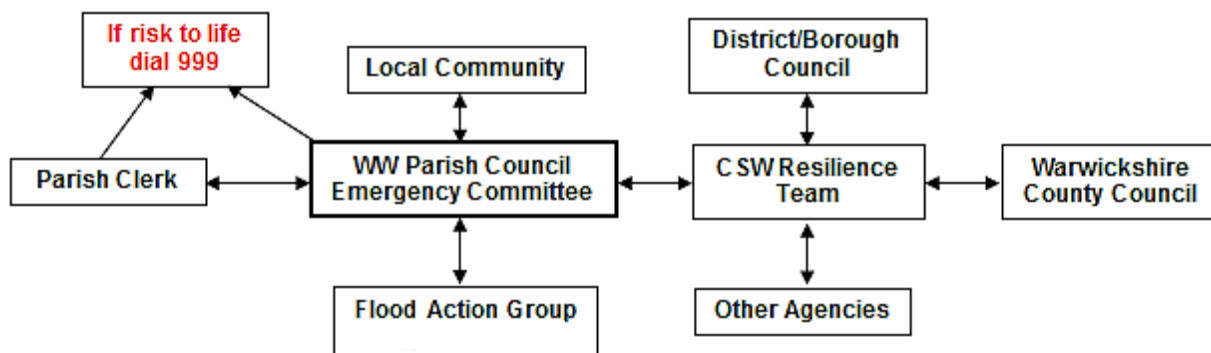 If risk to life
dial 999
Local Community
District/Borough
Council
Parish Clerk
WW Parish Council
Emergency Committee
CSW Resilience
Team
Warwickshire
County Council
Flood Action Group
Other Agencies